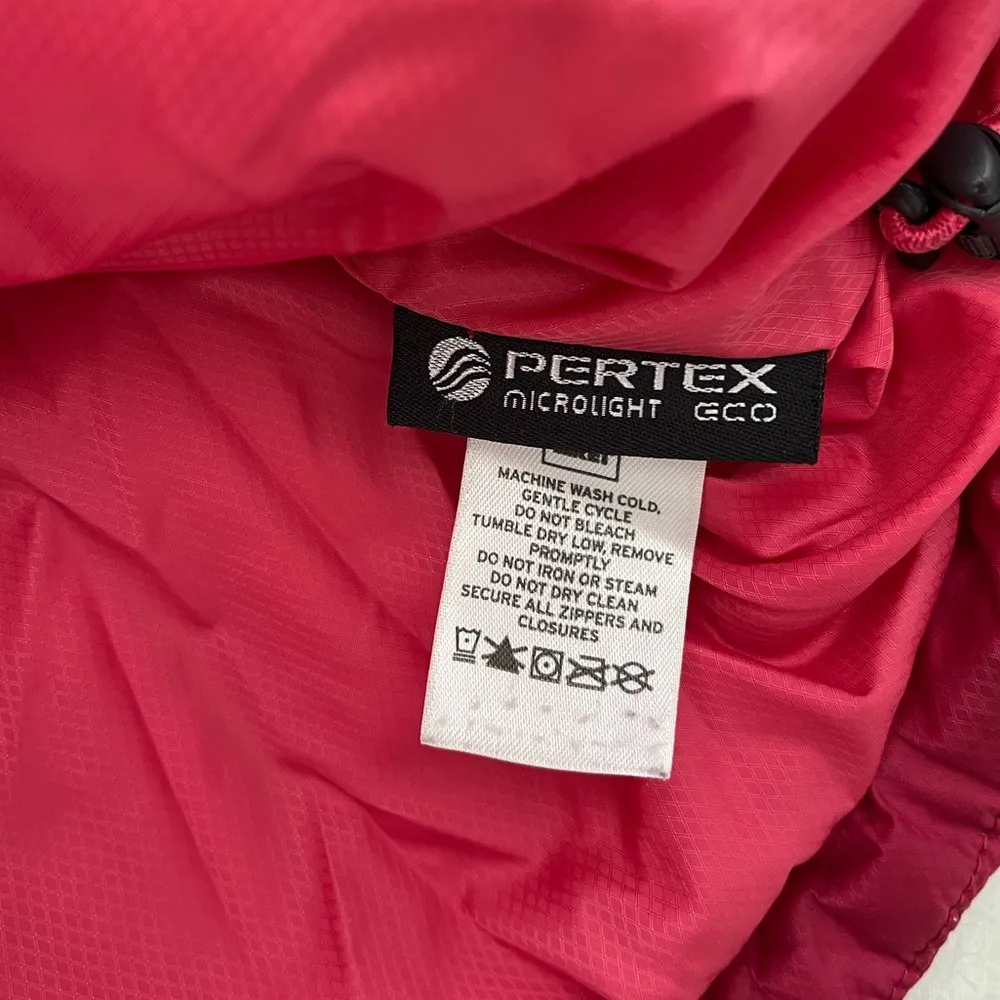 PERTEX
MICROLIGHT ECO
MACHINE WASH COLD,
GENTLE CYCLE
DO NOT BLEACH
TUMBLE DRY LOW, REMOVE
PROMPTLY
DO NOT IRON OR STEAM
DO NOT DRY CLEAN
SECURE ALL ZIPPERS AND
CLOSURES